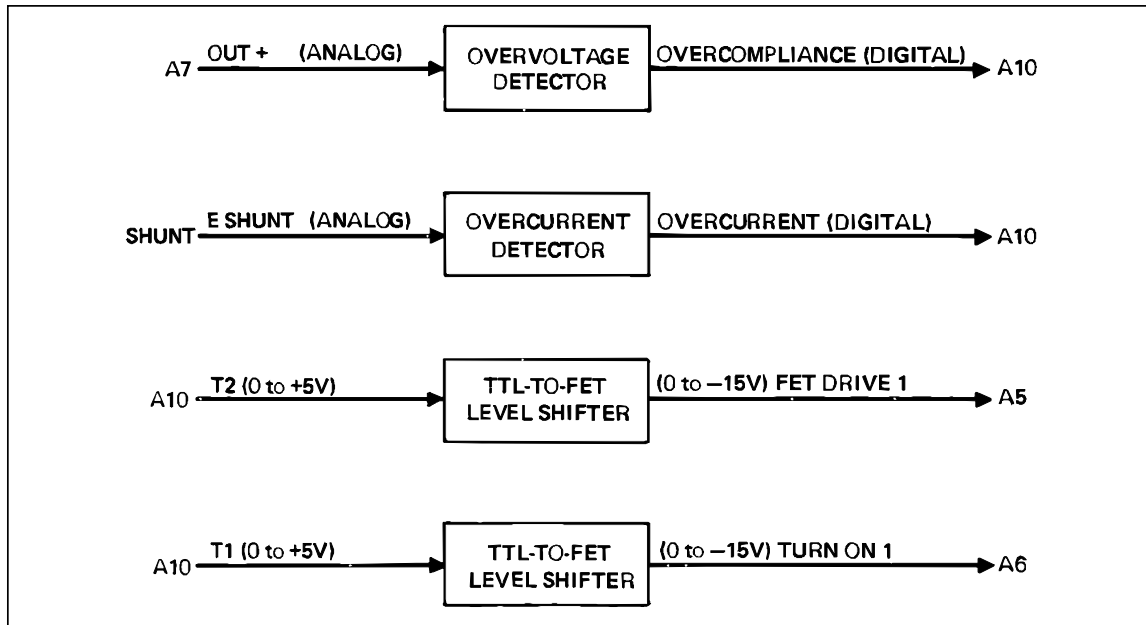 A7 OUT + (ANALOG) OVERVOLTAGE DETECTOR OVERCOMPLIANCE (DIGITAL) A10
SHUNT E SHUNT (ANALOG) OVERCURRENT DETECTOR OVERCURRENT (DIGITAL) A10
A10 T2 (0 to +5V) TTL-TO-FET LEVEL SHIFTER (0 to –15V) FET DRIVE 1 A5
A10 T1 (0 to +5V) TTL-TO-FET LEVEL SHIFTER (0 to –15V) TURN ON 1 A6